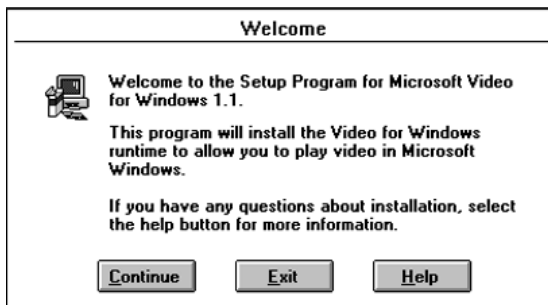 Welcome
Welcome to the Setup Program for Microsoft Video
for Windows 1.1.
This program will install the Video for Windows
runtime to allow you to play video in Microsoft
Windows.
If you have any questions about installation, select
the help button for more information.
Continue Exit Help